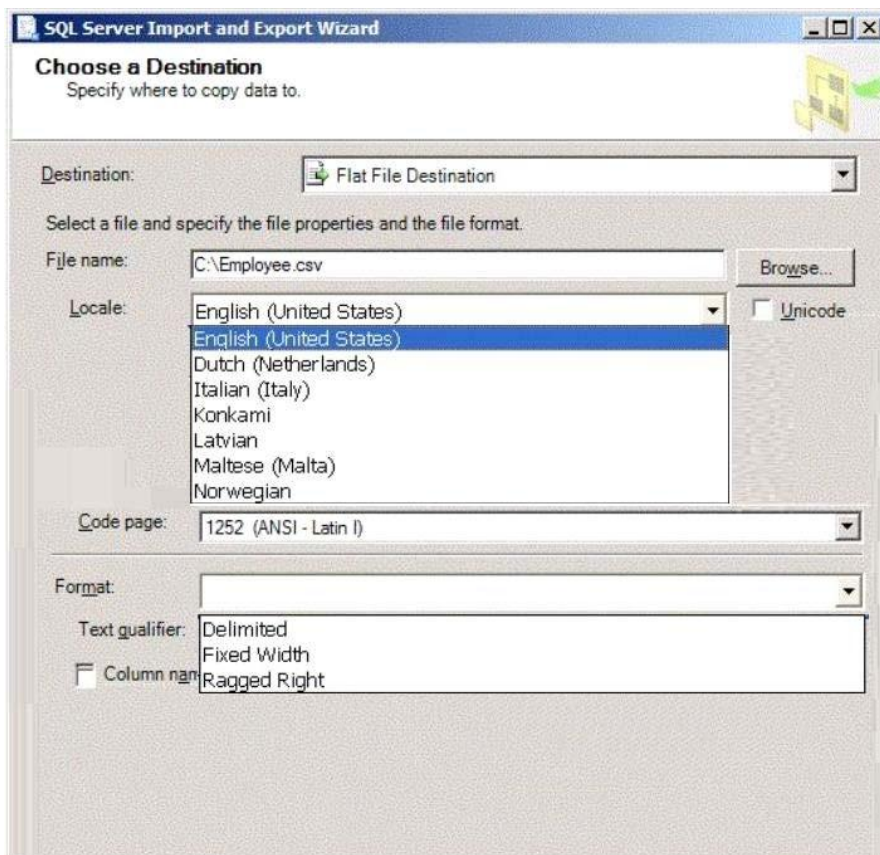 SQL Server Import and Export Wizard
Choose a Destination
Specify where to copy data to.
Destination:
Flat File Destination
Select a file and specify the file properties and the file format.
File name:
C:\Employee.csv
Browse...
Locale:
English (United States)
Unicode
English (United States)
Dutch (Netherlands)
Italian (Italy)
Konkami
Latvian
Maltese (Malta)
Norwegian
Code page:
1252 (ANSI - Latin I)
Format:
Text qualifier:
Delimited
Fixed Width
Column nam
Ragged Right